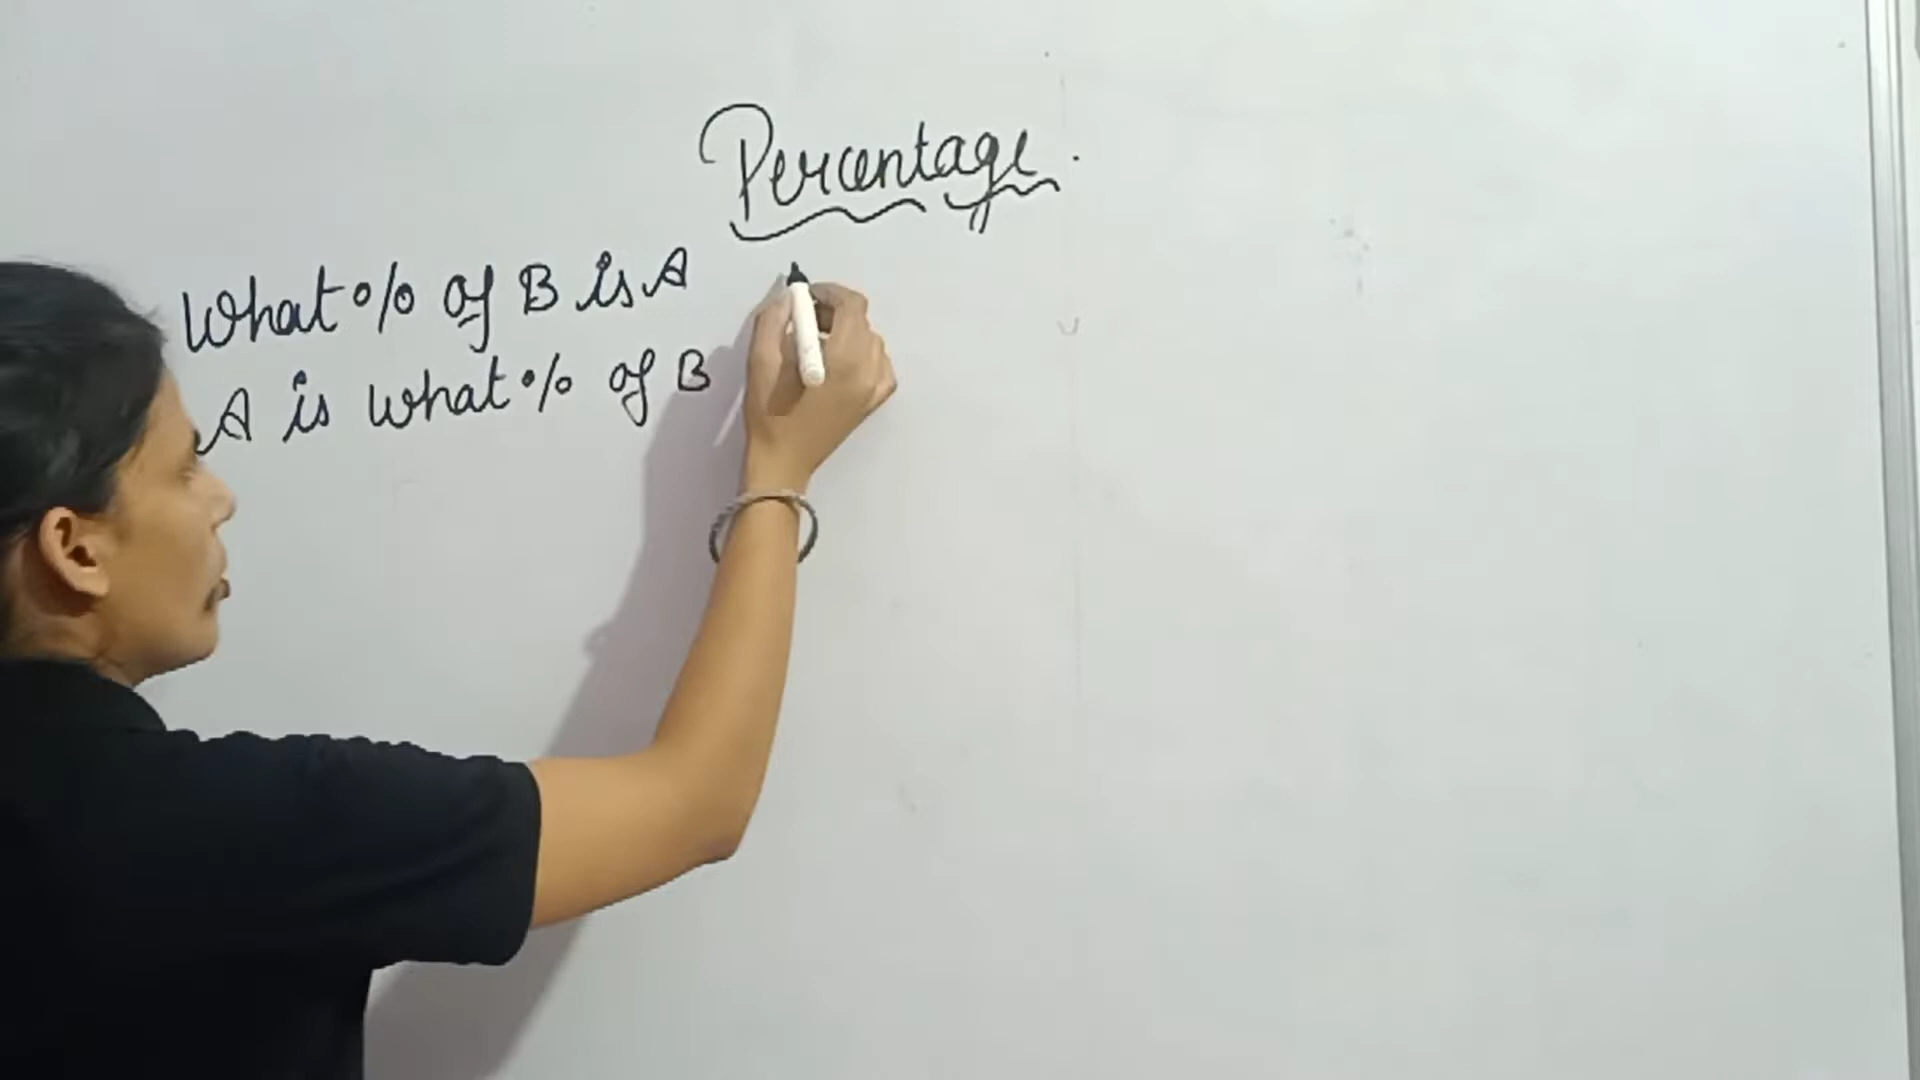 Percentage.
What % of B is A
A is what % of B